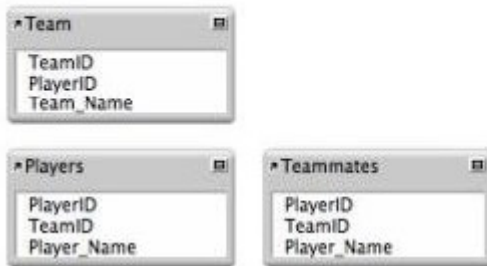 Team
TeamID
PlayerID
Team_Name
Players
PlayerID
TeamID
Player_Name
Teammates
PlayerID
TeamID
Player_Name